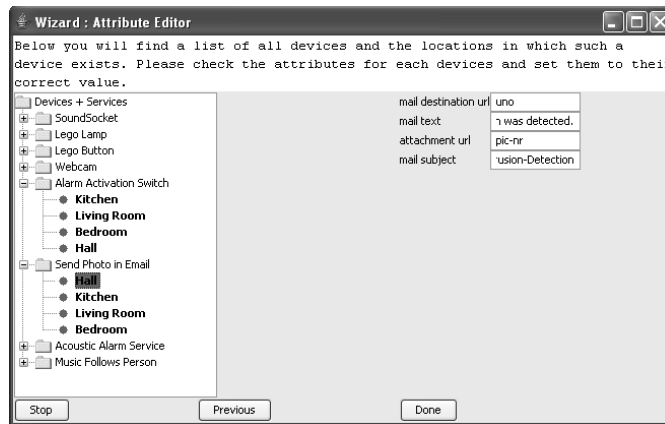 Wizard : Attribute Editor
Below you will find a list of all devices and the locations in which such a
device exists. Please check the attributes for each devices and set them to their
correct value.
Devices + Services
SoundSocket
Lego Lamp
Lego Button
Webcam
Alarm Activation Switch
Kitchen
Living Room
Bedroom
Hall
Send Photo in Email
Hall
Kitchen
Living Room
Bedroom
Acoustic Alarm Service
Music Follows Person
mail destination url uno
mail text was detected.
attachment url pic-nr
mail subject rusion-Detection
Stop Previous Done